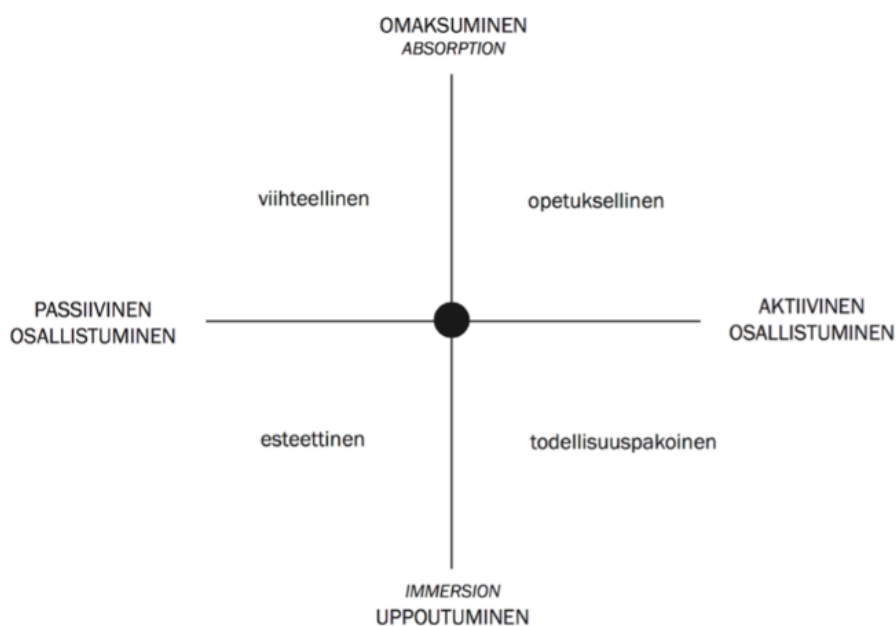 OMAKSUMINEN
ABSORPTION
viihteellinen
opetuksellinen
PASSIIVINEN
OSALLISTUMINEN
AKTIIVINEN
OSALLISTUMINEN
esteettinen
todellisuuspakoinen
IMMERSION
UPPOUTUMINEN